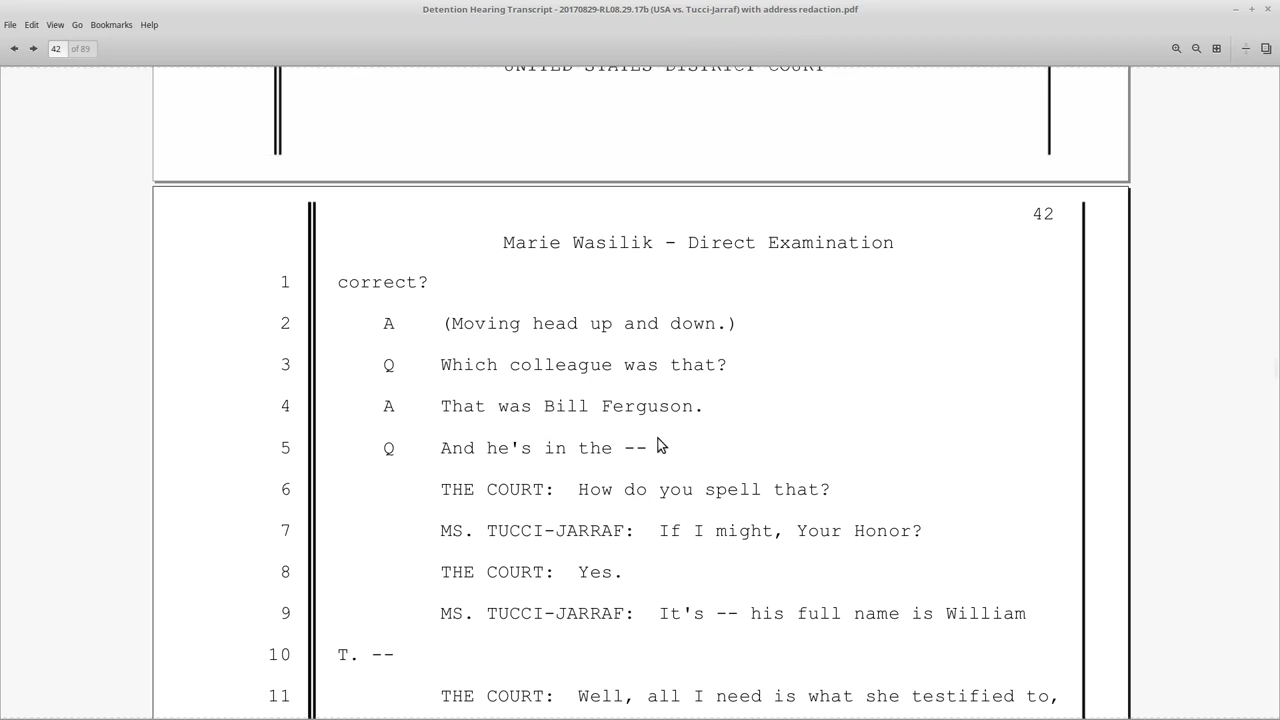 Detention Hearing Transcript - 20170829-RL08.29.17b (USA vs. Tucci-Jarraf) with address redaction.pdf
File Edit View Go Bookmarks Help
42 of 89
UNITED STATES DISTRICT COURT
42
Marie Wasilik - Direct Examination
1 correct?
2 A (Moving head up and down.)
3 Q Which colleague was that?
4 A That was Bill Ferguson.
5 Q And he's in the --
6 THE COURT: How do you spell that?
7 MS. TUCCI-JARRAF: If I might, Your Honor?
8 THE COURT: Yes.
9 MS. TUCCI-JARRAF: It's -- his full name is William
10 T. --
11 THE COURT: Well, all I need is what she testified to,